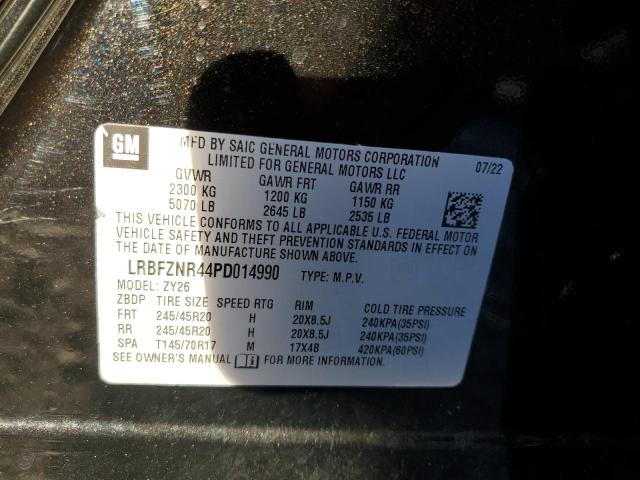 GM
MFD BY SAIC GENERAL MOTORS CORPORATION
LIMITED FOR GENERAL MOTORS LLC 07/22
GVWR GAWR FRT GAWR RR
2300 KG 1200 KG 1150 KG
5070 LB 2645 LB 2535 LB
THIS VEHICLE CONFORMS TO ALL APPLICABLE U.S. FEDERAL MOTOR
VEHICLE SAFETY AND THEFT PREVENTION STANDARDS IN EFFECT ON
THE DATE OF MANUFACTURE SHOWN ABOVE.
LRBFZNR44PD014990 TYPE: M.P.V.
MODEL: ZY26
ZBDP TIRE SIZE SPEED RTG RIM COLD TIRE PRESSURE
FRT 245/45R20 H 20X8.5J 240KPA(35PSI)
RR 245/45R20 H 20X8.5J 240KPA(35PSI)
SPA T145/70R17 M 17X4B 420KPA(60PSI)
SEE OWNER'S MANUAL FOR MORE INFORMATION.